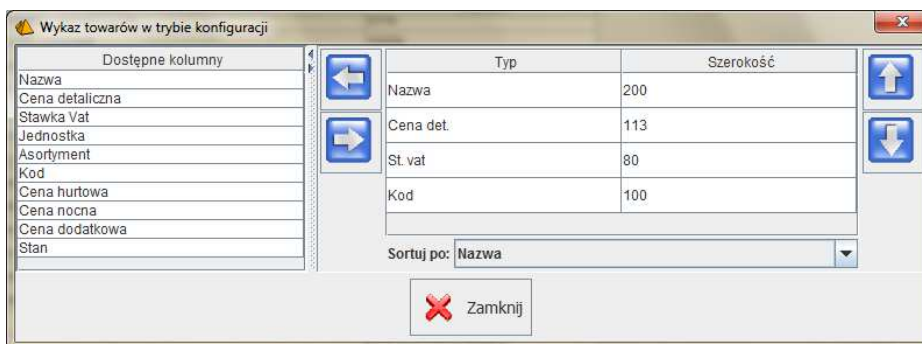 Wykaz towarów w trybie konfiguracji
Dostępne kolumny
Nazwa
Cena detaliczna
Stawka Vat
Jednostka
Asortyment
Kod
Cena hurtowa
Cena nocna
Cena dodatkowa
Stan
Typ Szerokość
Nazwa 200
Cena det. 113
St. vat 80
Kod 100
Sortuj po: Nazwa
Zamknij